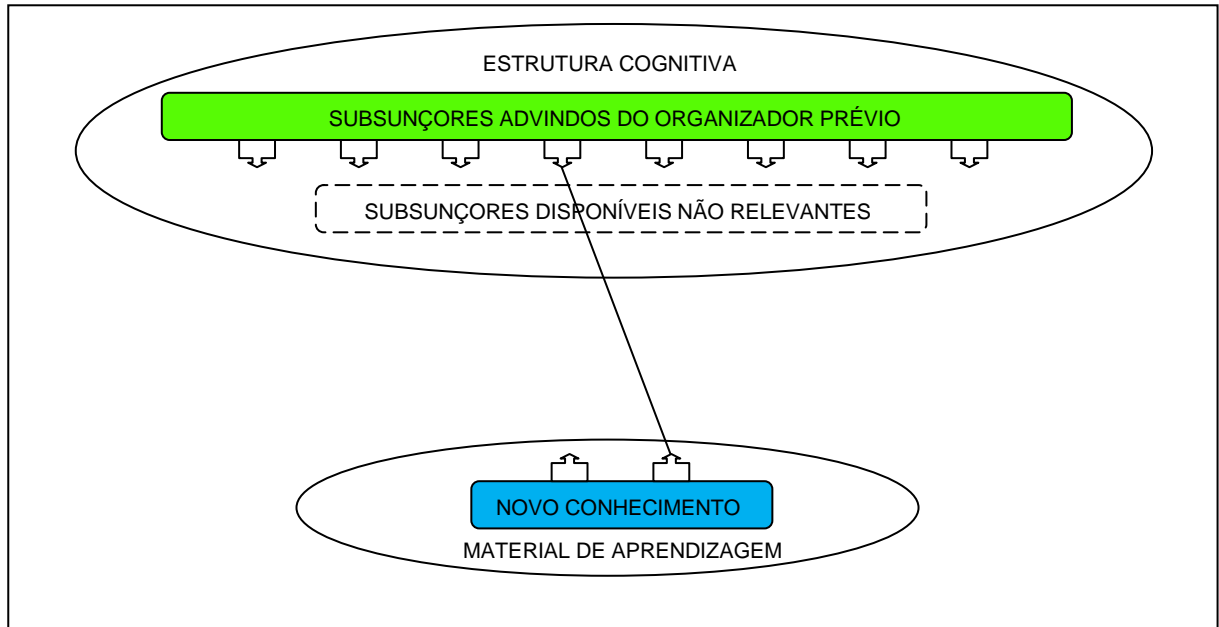 ESTRUTURA COGNITIVA
SUBSUNÇORES ADVINDOS DO ORGANIZADOR PRÉVIO
SUBSUNÇORES DISPONÍVEIS NÃO RELEVANTES
NOVO CONHECIMENTO
MATERIAL DE APRENDIZAGEM